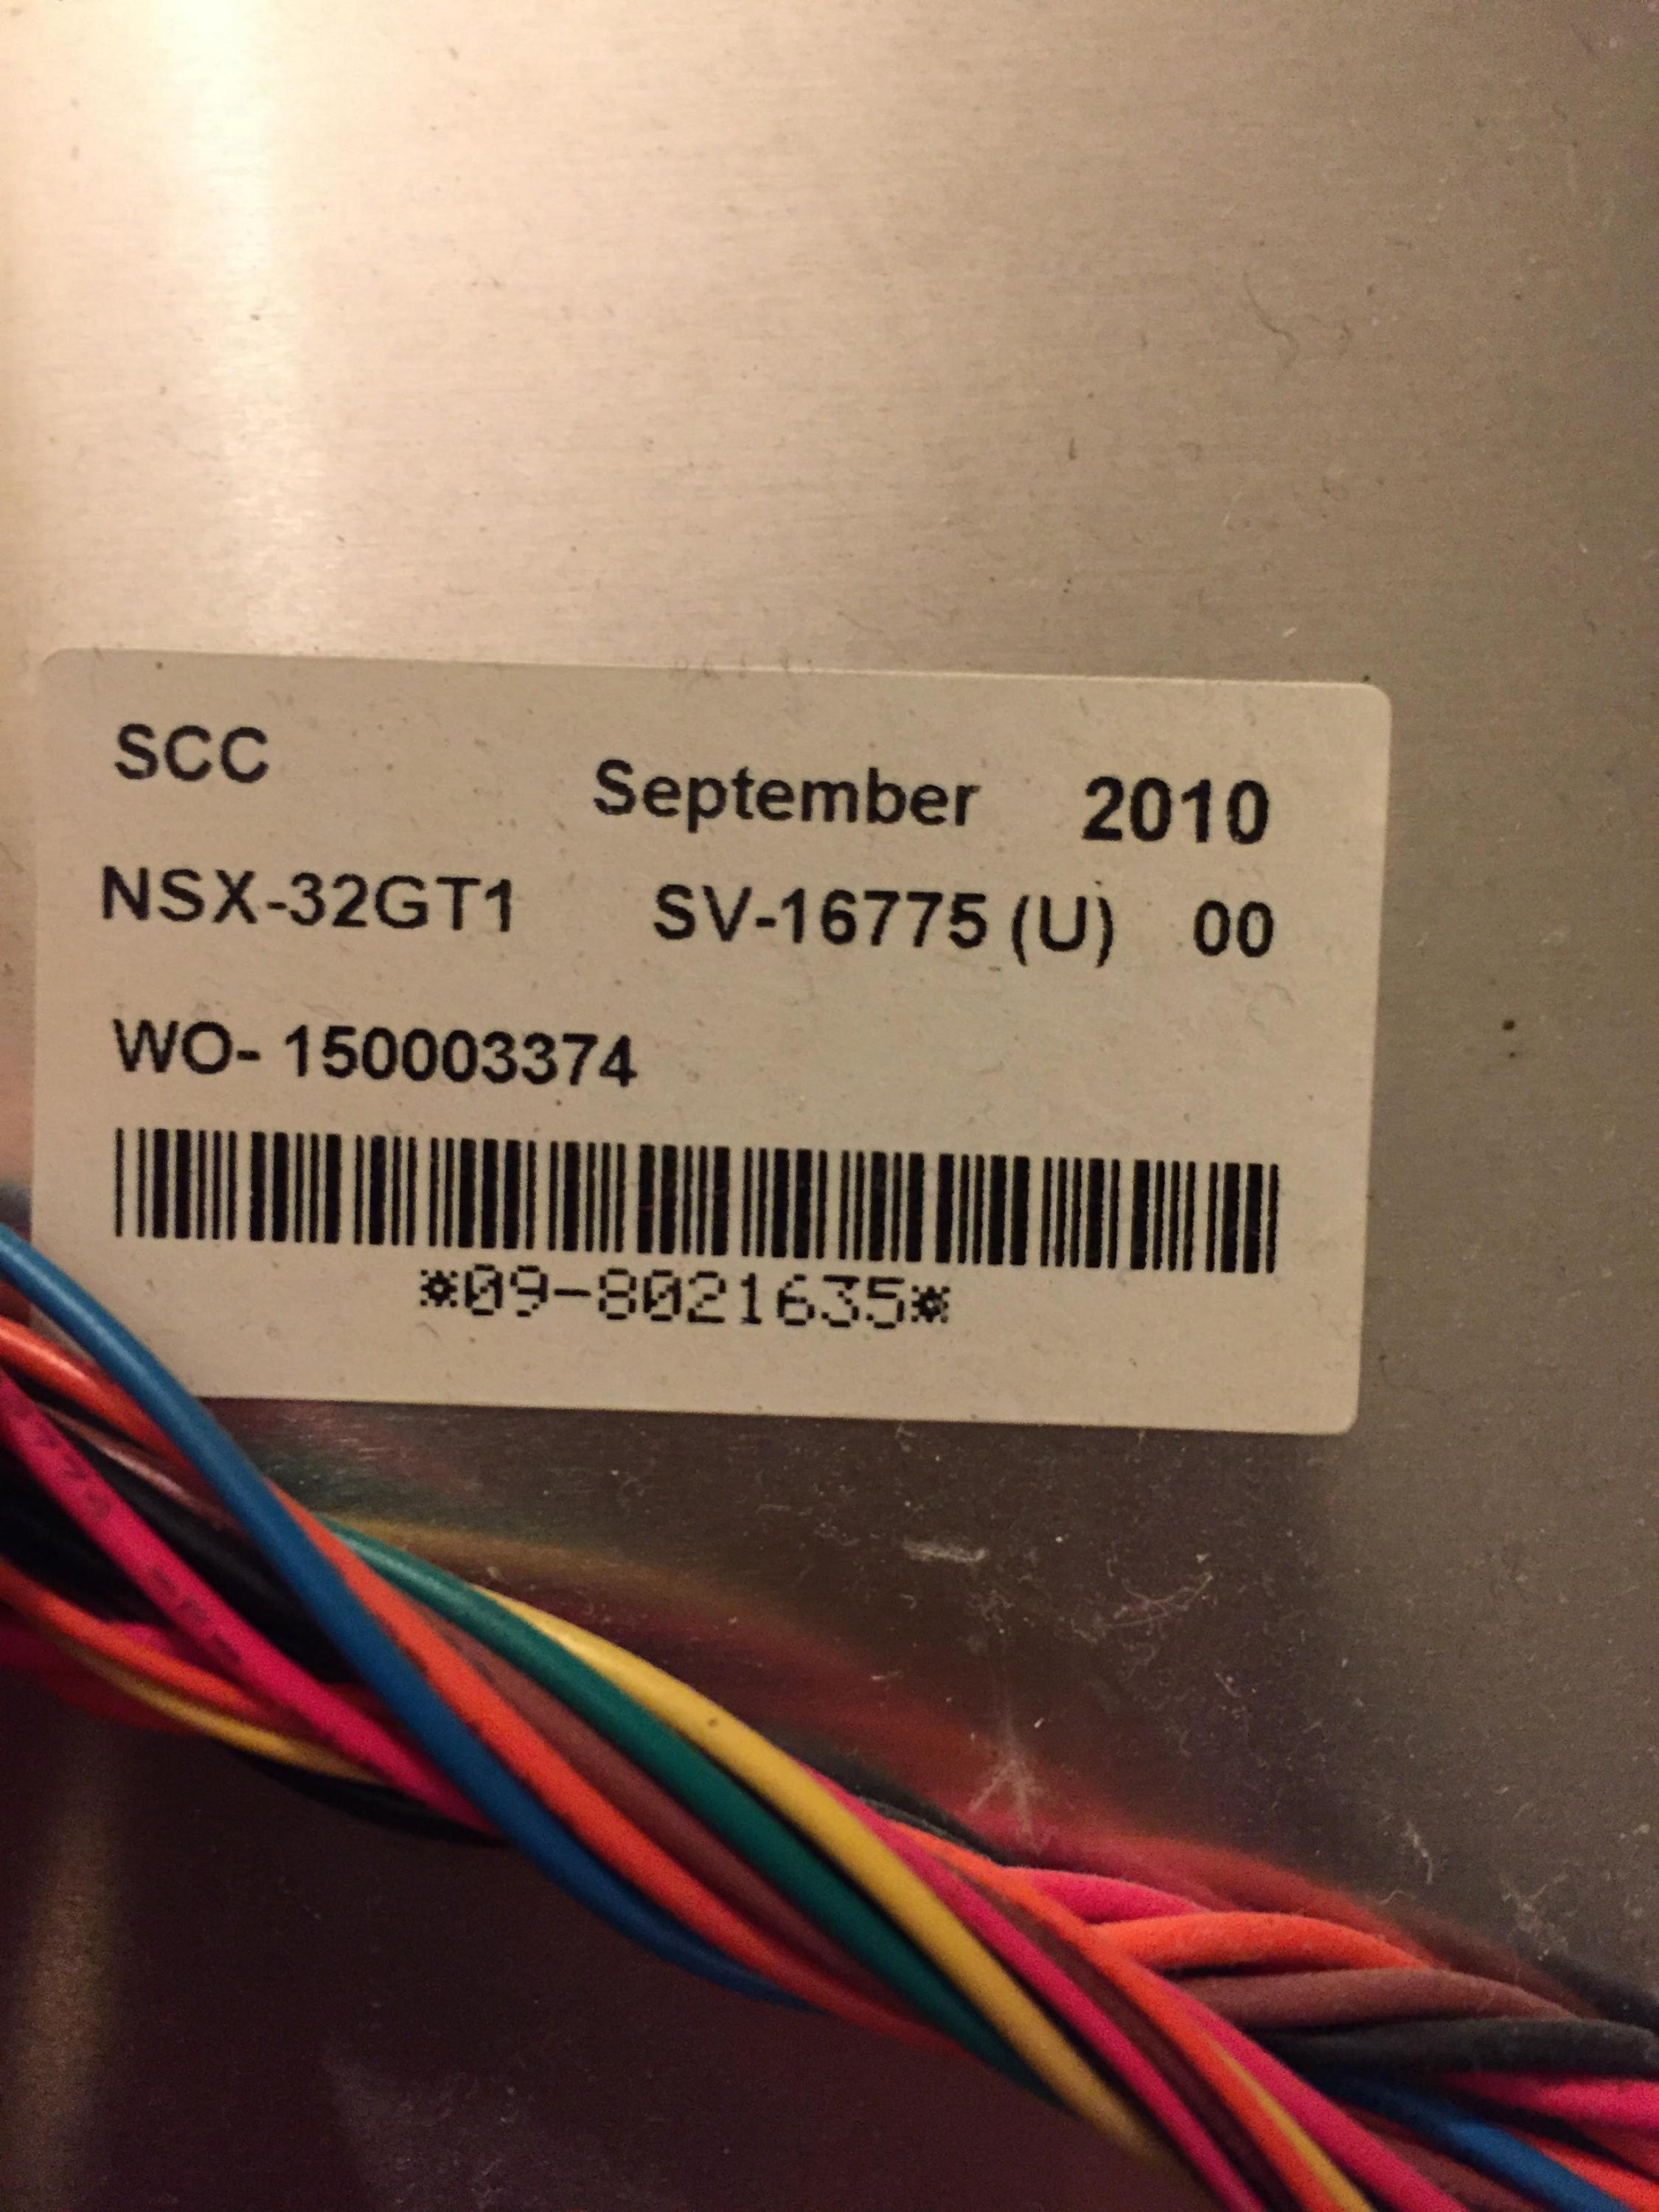 SCC September 2010
NSX-32GT1 SV-16775 (U) 00
WO- 150003374
*09-8021635*